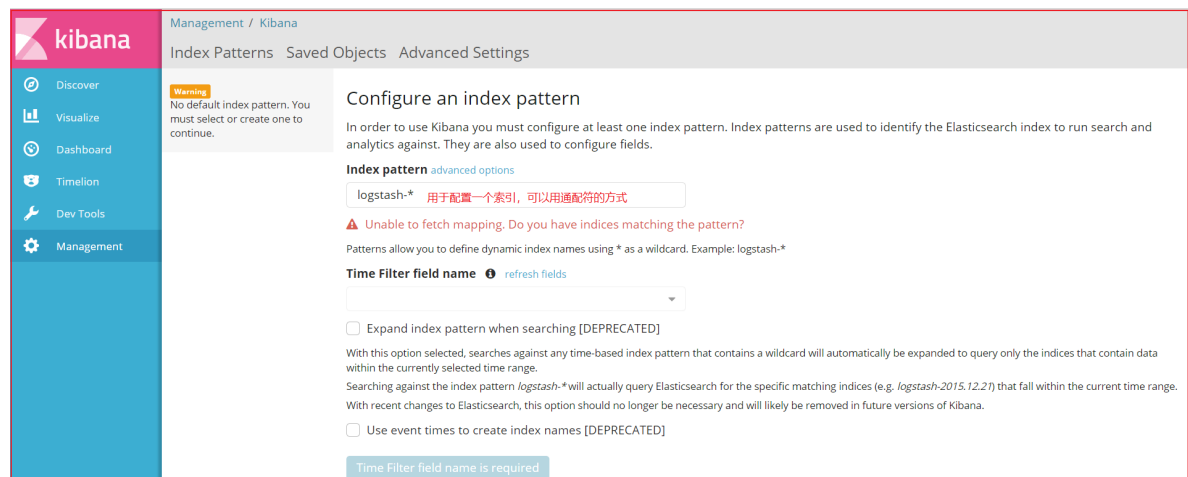 kibana
Discover
Visualize
Dashboard
Timelion
Dev Tools
Management
Management / Kibana
Index Patterns Saved Objects Advanced Settings
Warning
No default index pattern. You
must select or create one to
continue.
Configure an index pattern
In order to use Kibana you must configure at least one index pattern. Index patterns are used to identify the Elasticsearch index to run search and
analytics against. They are also used to configure fields.
Index pattern advanced options
logstash-* 用于配置一个索引，可以用通配符的方式
Unable to fetch mapping. Do you have indices matching the pattern?
Patterns allow you to define dynamic index names using * as a wildcard. Example: logstash-*
Time Filter field name refresh fields
Expand index pattern when searching [DEPRECATED]
With this option selected, searches against any time-based index pattern that contains a wildcard will automatically be expanded to query only the indices that contain data
within the currently selected time range.
Searching against the index pattern logstash-* will actually query Elasticsearch for the specific matching indices (e.g. logstash-2015.12.21) that fall within the current time range.
With recent changes to Elasticsearch, this option should no longer be necessary and will likely be removed in future versions of Kibana.
Use event times to create index names [DEPRECATED]
Time Filter field name is required